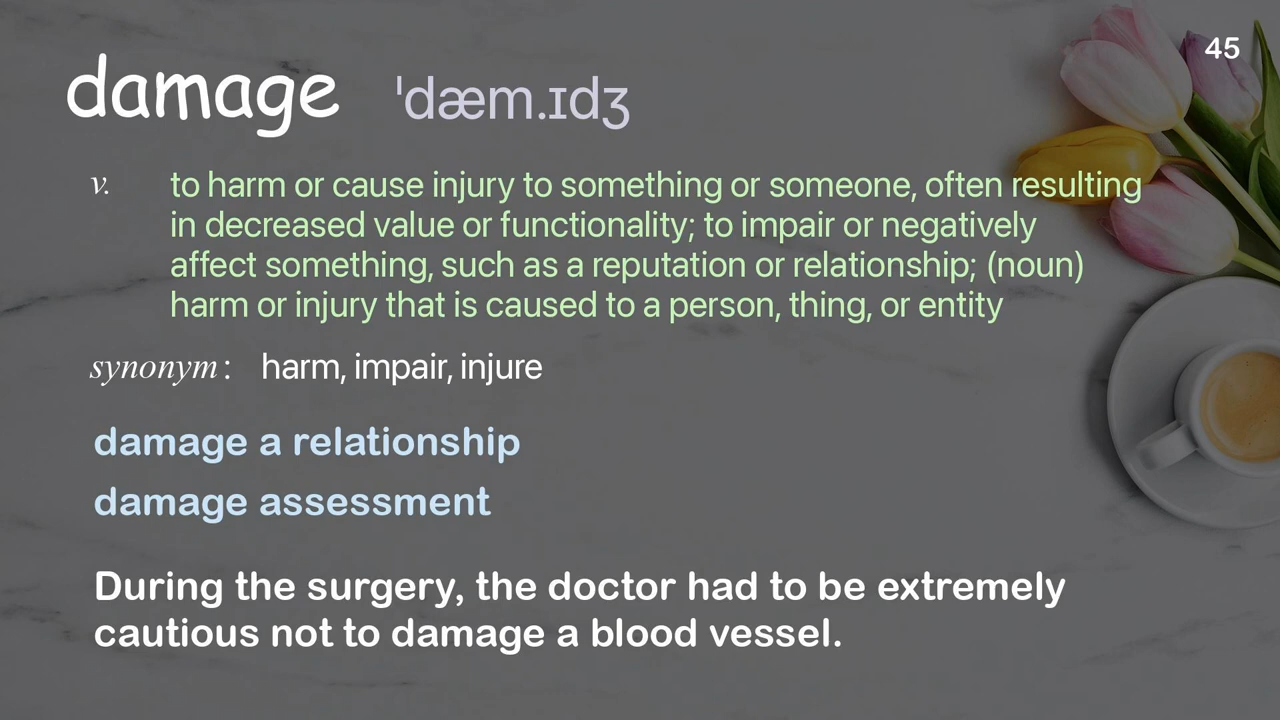 45
damage ˈdæm.ɪdʒ
v. to harm or cause injury to something or someone, often resulting
in decreased value or functionality; to impair or negatively
affect something, such as a reputation or relationship; (noun)
harm or injury that is caused to a person, thing, or entity
synonym: harm, impair, injure
damage a relationship
damage assessment
During the surgery, the doctor had to be extremely
cautious not to damage a blood vessel.